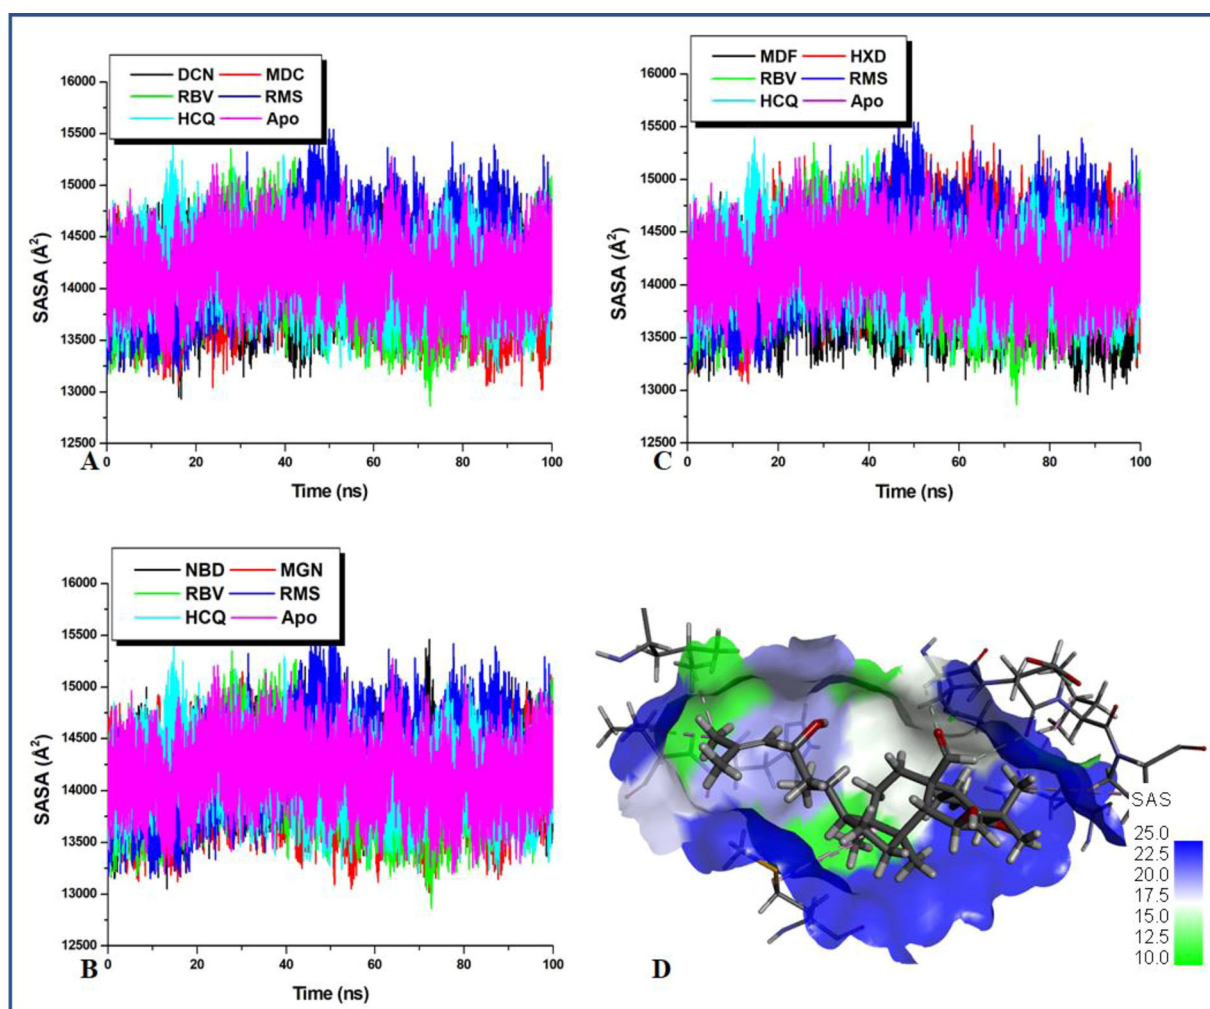 DCN MDC
RBV RMS
HCQ Apo
16000
15500
15000
14500
14000
13500
13000
12500
SASA (Å²)
A
0 20 40 60 80 100
Time (ns)
MDF HXD
RBV RMS
HCQ Apo
16000
15500
15000
14500
14000
13500
13000
12500
SASA (Å²)
C
0 20 40 60 80 100
Time (ns)
NBD MGN
RBV RMS
HCQ Apo
16000
15500
15000
14500
14000
13500
13000
12500
SASA (Å²)
B
0 20 40 60 80 100
Time (ns)
D
SAS
25.0
22.5
20.0
17.5
15.0
12.5
10.0